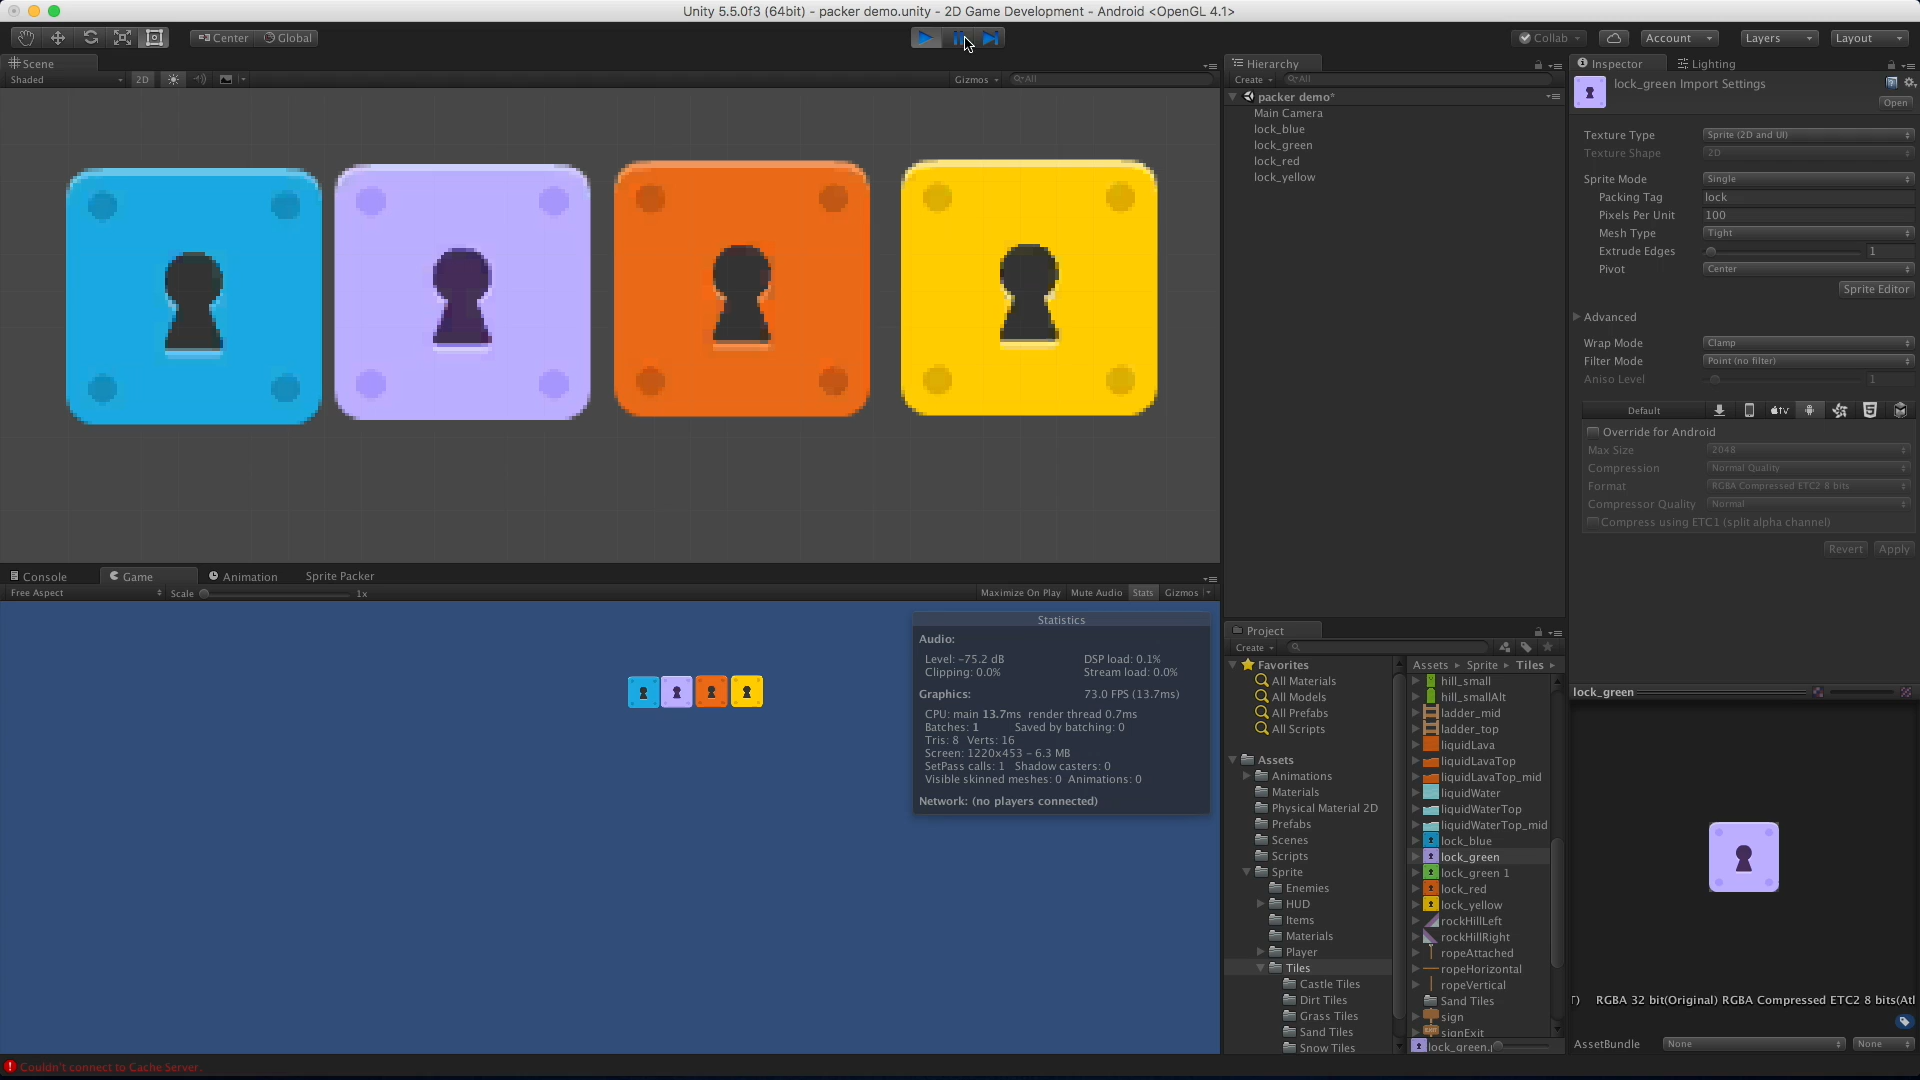 Unity 5.5.0f3 (64bit) - packer demo.unity - 2D Game Development - Android <OpenGL 4.1>
Center
Global
Collab
Account
Layers
Layout
Scene
Shaded
2D
Gizmos
All
Hierarchy
Create
All
packer demo*
Main Camera
lock_blue
lock_green
lock_red
lock_yellow
Inspector
Lighting
lock_green Import Settings
Open
Texture Type
Sprite (2D and UI)
Texture Shape
2D
Sprite Mode
Single
Packing Tag
lock
Pixels Per Unit
100
Mesh Type
Tight
Extrude Edges
1
Pivot
Center
Sprite Editor
Advanced
Wrap Mode
Clamp
Filter Mode
Point (no filter)
Aniso Level
1
Default
tv
Override for Android
Max Size
2048
Compression
Normal Quality
Format
RGBA Compressed ETC2 8 bits
Compressor Quality
Normal
Compress using ETC1 (split alpha channel)
Revert
Apply
Console
Game
Animation
Sprite Packer
Free Aspect
Scale
1x
Maximize On Play
Mute Audio
Stats
Gizmos
Statistics
Audio:
Level: -75.2 dB
DSP load: 0.1%
Clipping: 0.0%
Stream load: 0.0%
Graphics:
73.0 FPS (13.7ms)
CPU: main 13.7ms render thread 0.7ms
Batches: 1
Saved by batching: 0
Tris: 8 Verts: 16
Screen: 1220x453 - 6.3 MB
SetPass calls: 1 Shadow casters: 0
Visible skinned meshes: 0 Animations: 0
Network: (no players connected)
Project
Create
Favorites
All Materials
All Models
All Prefabs
All Scripts
Assets
Animations
Materials
Physical Material 2D
Prefabs
Scenes
Scripts
Sprite
Enemies
HUD
Items
Materials
Player
Tiles
Castle Tiles
Dirt Tiles
Grass Tiles
Sand Tiles
Snow Tiles
Assets
Sprite
Tiles
hill_small
hill_smallAlt
ladder_mid
ladder_top
liquidLava
liquidLavaTop
liquidLavaTop_mid
liquidWater
liquidWaterTop
liquidWaterTop_mid
lock_blue
lock_green
lock_green 1
lock_red
lock_yellow
rockHillLeft
rockHillRight
ropeAttached
ropeHorizontal
ropeVertical
Sand Tiles
sign
signExit
lock_green.
lock_green
RGBA 32 bit(Original) RGBA Compressed ETC2 8 bits(Atl
AssetBundle
None
None
Couldn't connect to Cache Server.